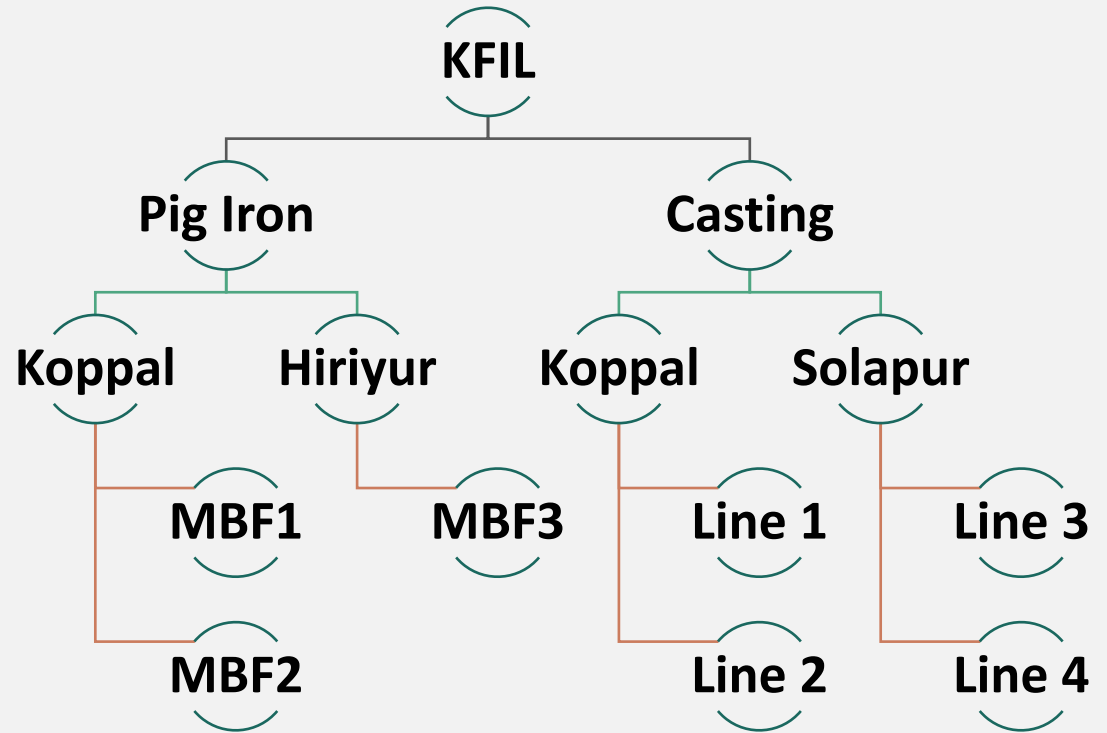 KFIL
Pig Iron
Casting
Koppal
Hiriyur
Koppal
Solapur
MBF1
MBF3
Line 1
Line 3
MBF2
Line 2
Line 4